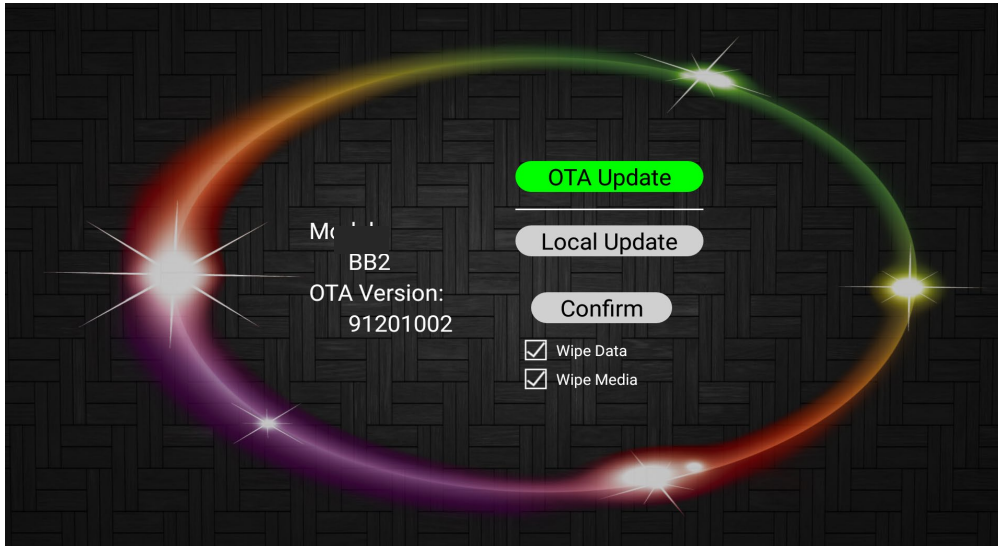 BB2
OTA Version:
91201002
OTA Update
Local Update
Confirm
Wipe Data
Wipe Media